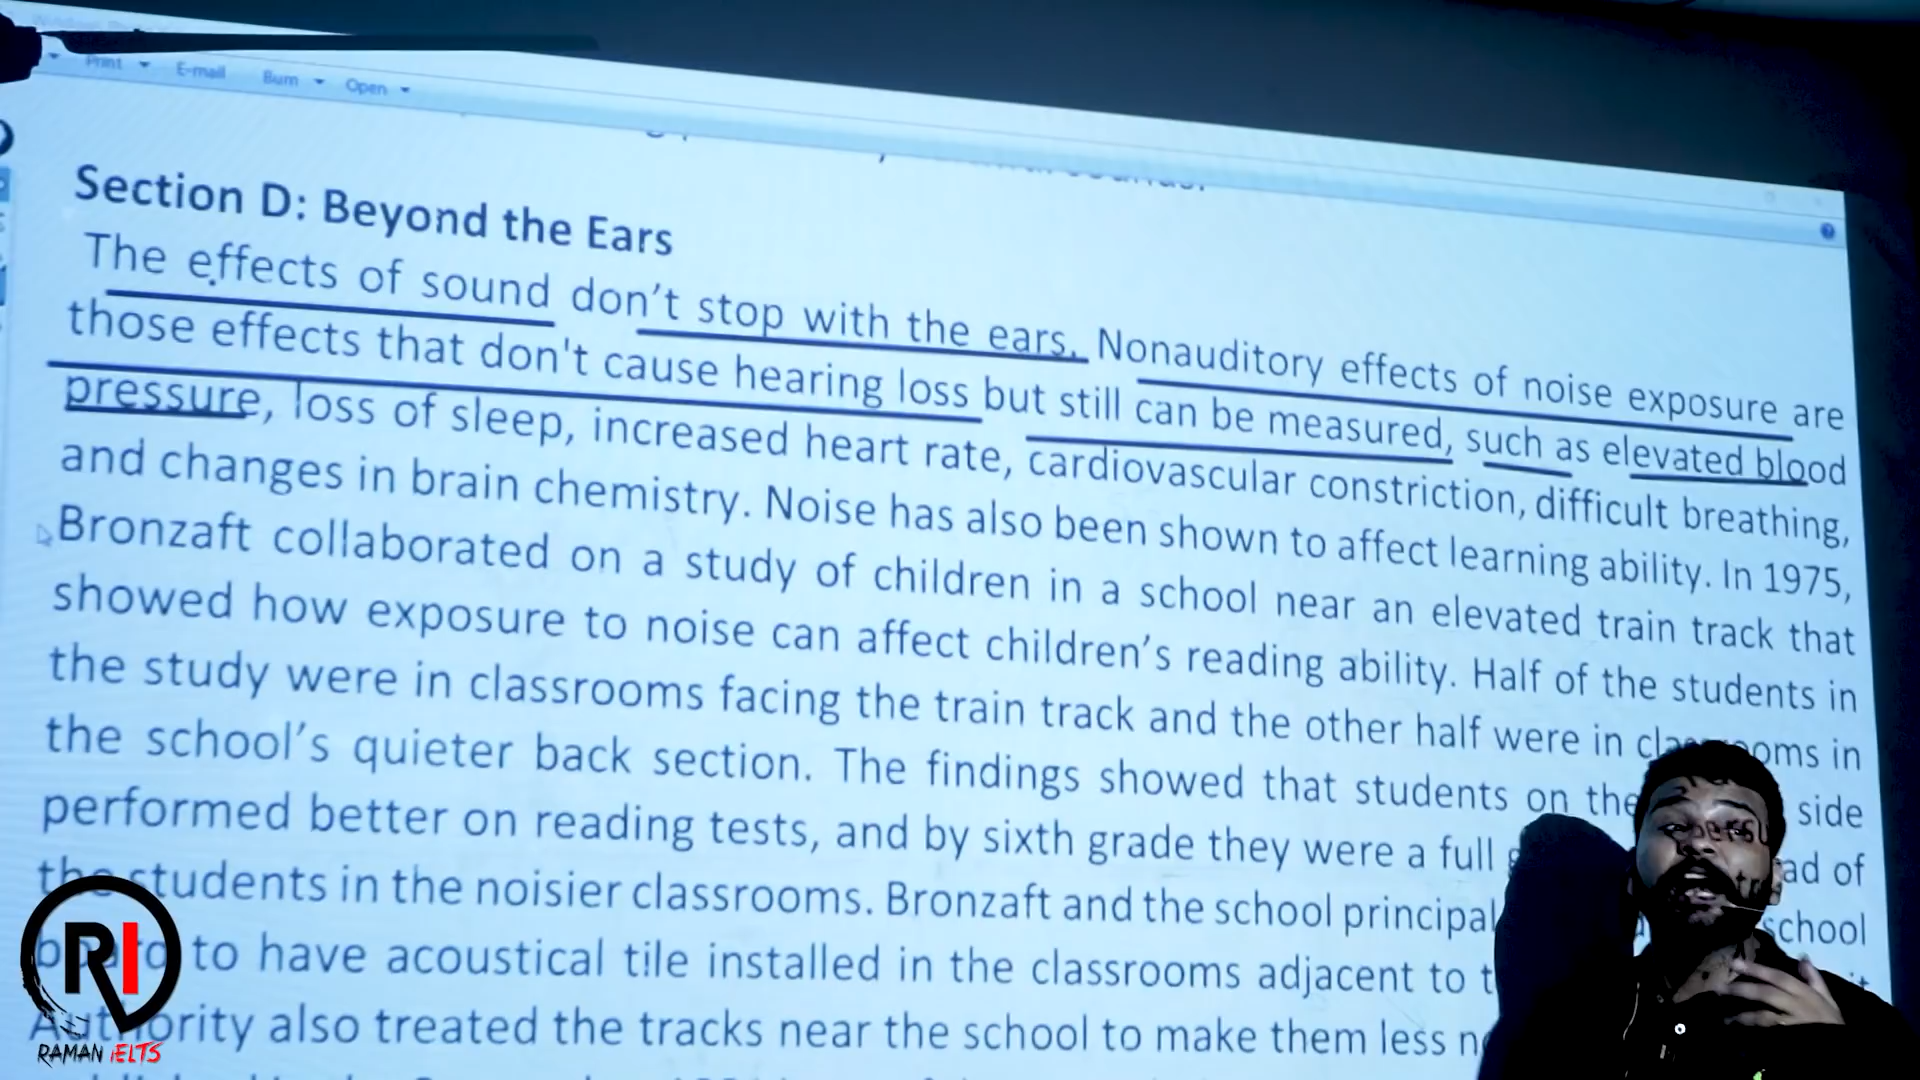 Print E-mail Burn Open
Section D: Beyond the Ears
The effects of sound don't stop with the ears. Nonauditory effects of noise exposure are
those effects that don't cause hearing loss but still can be measured, such as elevated blood
pressure, loss of sleep, increased heart rate, cardiovascular constriction, difficult breathing,
and changes in brain chemistry. Noise has also been shown to affect learning ability. In 1975,
Bronzaft collaborated on a study of children in a school near an elevated train track that
showed how exposure to noise can affect children's reading ability. Half of the students in
the study were in classrooms facing the train track and the other half were in classrooms in
the school's quieter back section. The findings showed that students on the side
performed better on reading tests, and by sixth grade they were a full
the students in the noisier classrooms. Bronzaft and the school principal school
board to have acoustical tile installed in the classrooms adjacent to
Authority also treated the tracks near the school to make them less
RI
RAMAN IELTS